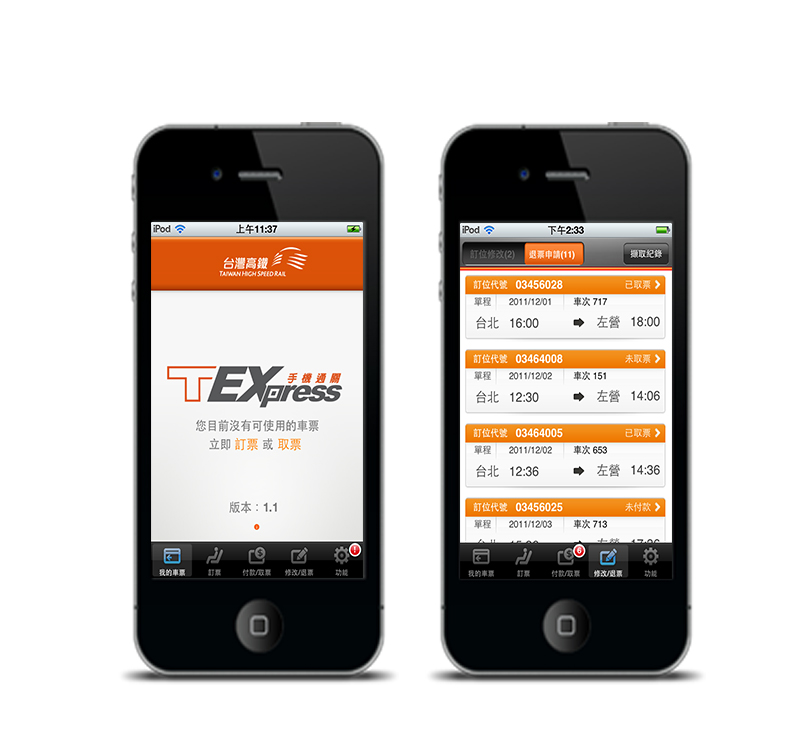 iPod 上午11:37
台灣高鐵
TAIWAN HIGH SPEED RAIL
TEXpress 手機通關
您目前沒有可使用的車票
立即 訂票 或 取票
版本：1.1
我的車票 訂票 付款/取票 修改/退票 功能
iPod 下午2:33
訂位修改(2) 退票申請(11) 擷取紀錄
訂位代號 03456028 已取票
單程 2011/12/01 車次 717
台北 16:00 左營 18:00
訂位代號 03464008 未取票
單程 2011/12/02 車次 151
台北 12:30 左營 14:06
訂位代號 03464005 已取票
單程 2011/12/02 車次 653
台北 12:36 左營 14:36
訂位代號 03456025 未付款
單程 2011/12/03 車次 713
6
我的車票 訂票 付款/取票 修改/退票 功能